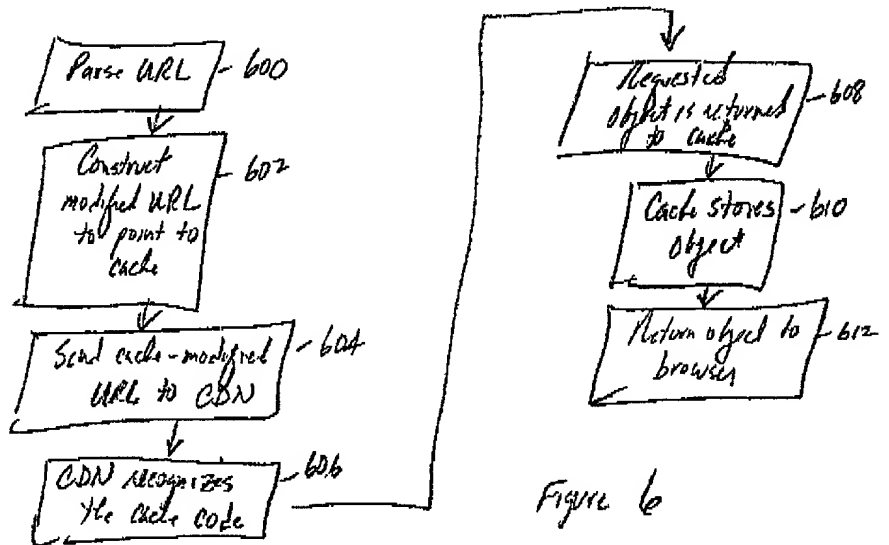 Parse URL
600
Construct
modified URL
to point to
cache
602
Send cache-modified
URL to CDN
604
CDN recognizes
the cache code
606
Requested
object is returned
to cache
608
Cache stores
object
610
Return object to
browser
612
Figure 6